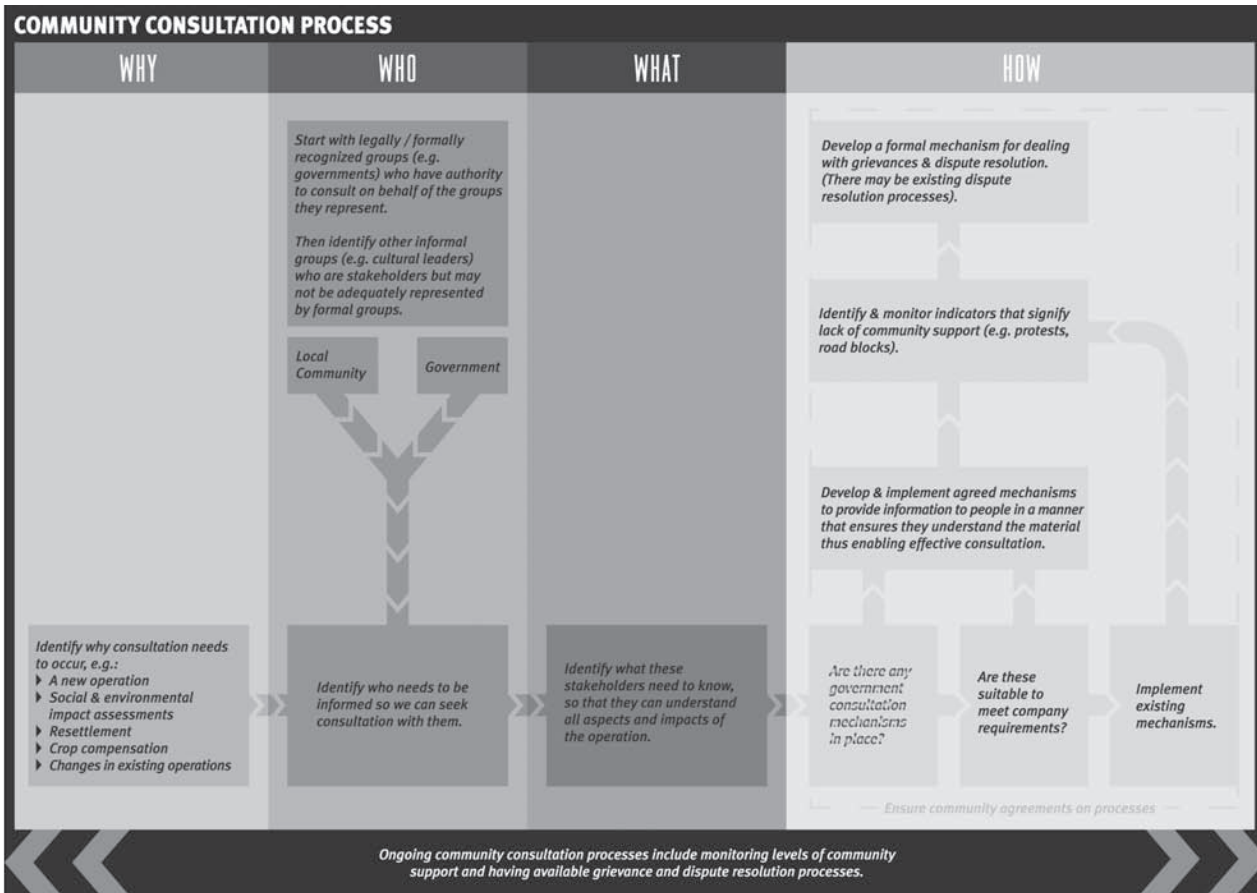 COMMUNITY CONSULTATION PROCESS
WHY
WHO
WHAT
HOW
Start with legally / formally
recognized groups (e.g.
governments) who have authority
to consult on behalf of the groups
they represent.
Then identify other informal
groups (e.g. cultural leaders)
who are stakeholders but may
not be adequately represented
by formal groups.
Local
Community
Government
Identify why consultation needs
to occur, e.g.:
A new operation
Social & environmental
impact assessments
Resettlement
Crop compensation
Changes in existing operations
Identify who needs to be
informed so we can seek
consultation with them.
Identify what these
stakeholders need to know,
so that they can understand
all aspects and impacts of
the operation.
Develop a formal mechanism for dealing
with grievances & dispute resolution.
(There may be existing dispute
resolution processes).
Identify & monitor indicators that signify
lack of community support (e.g. protests,
road blocks).
Develop & implement agreed mechanisms
to provide information to people in a manner
that ensures they understand the material
thus enabling effective consultation.
Are there any
government
consultation
mechanisms
in place?
Are these
suitable to
meet company
requirements?
Implement
existing
mechanisms.
Ensure community agreements on processes
Ongoing community consultation processes include monitoring levels of community
support and having available grievance and dispute resolution processes.